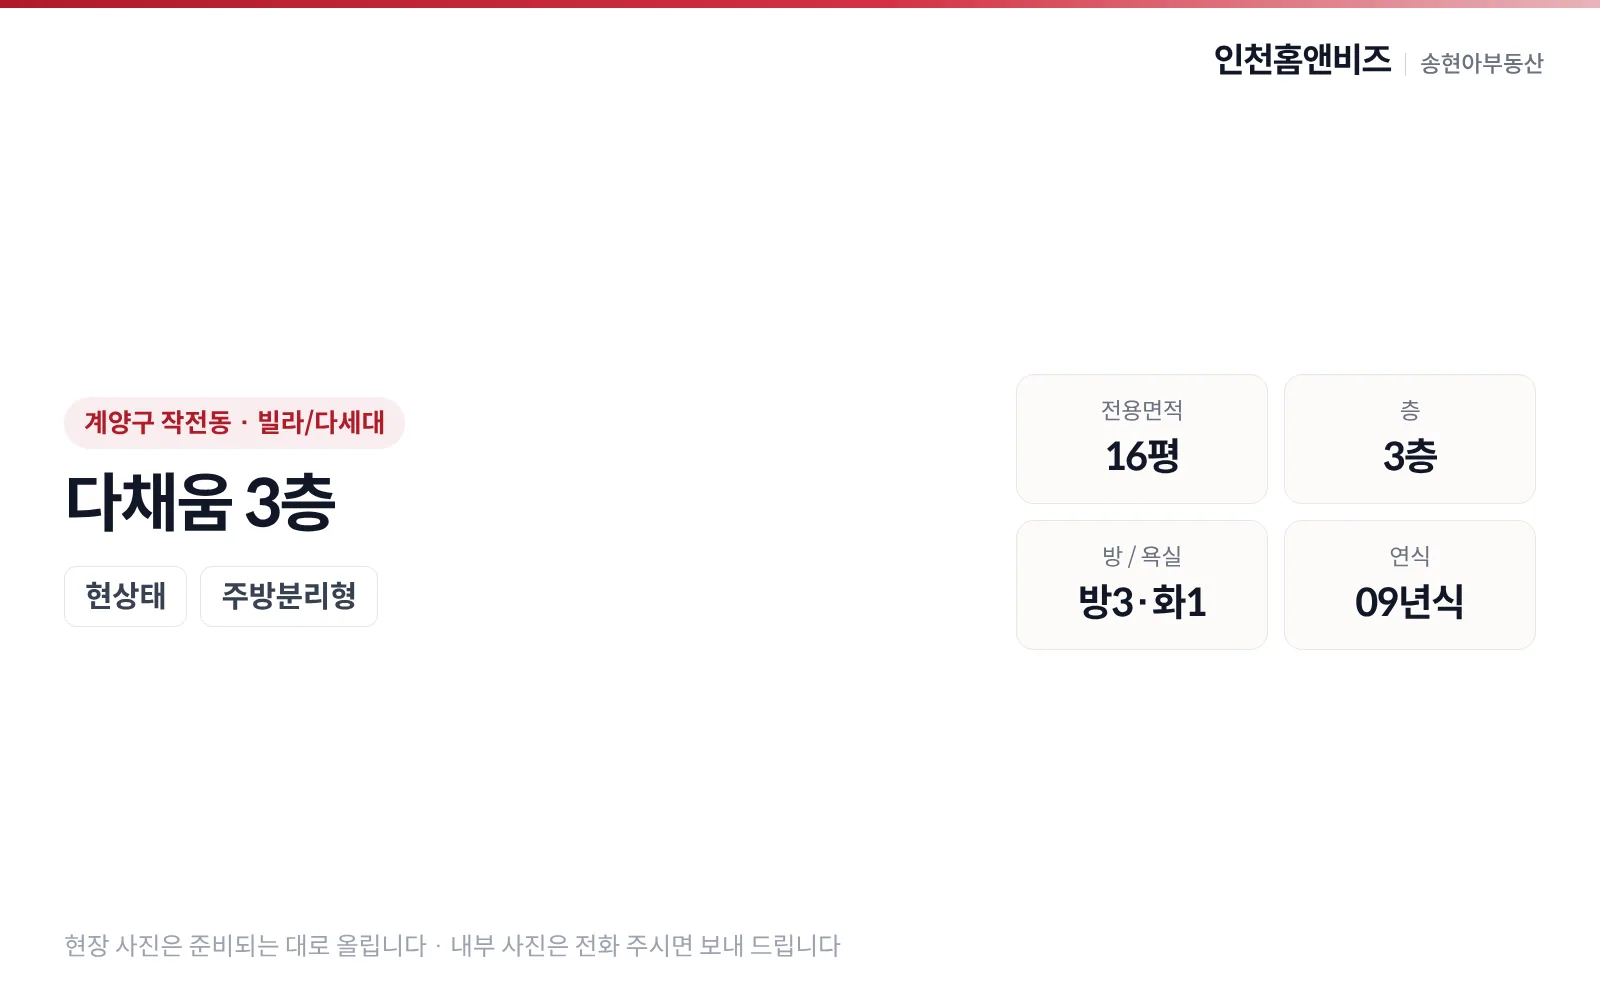 인천홈앤비즈 송현아부동산
계양구 작전동 · 빌라/다세대
다채움 3층
현상태 주방분리형
전용면적
16평
층
3층
방 / 욕실
방3·화1
연식
09년식
현장 사진은 준비되는 대로 올립니다 · 내부 사진은 전화 주시면 보내 드립니다